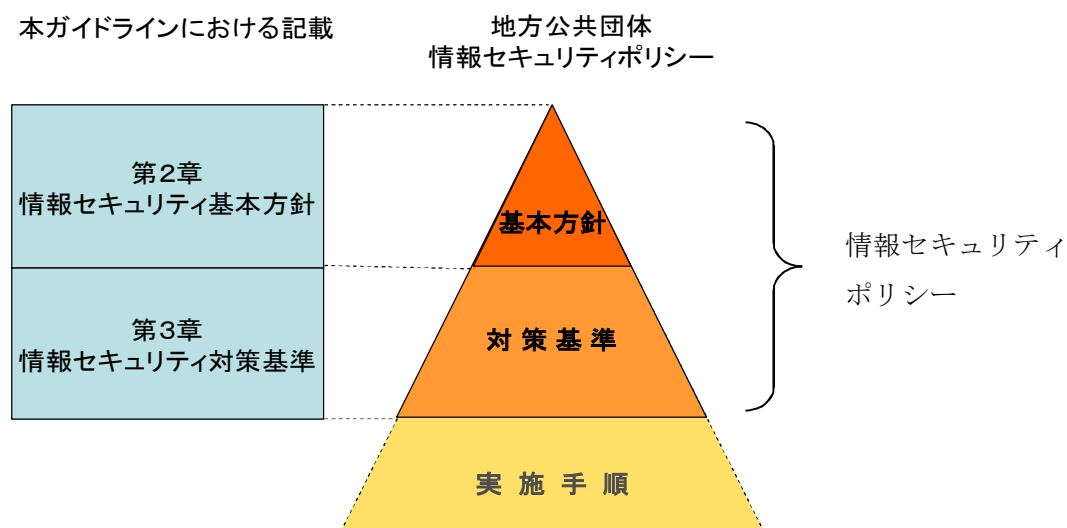 本ガイドラインにおける記載
地方公共団体
情報セキュリティポリシー
第2章
情報セキュリティ基本方針
第3章
情報セキュリティ対策基準
基本方針
対策基準
実施手順
情報セキュリティ
ポリシー